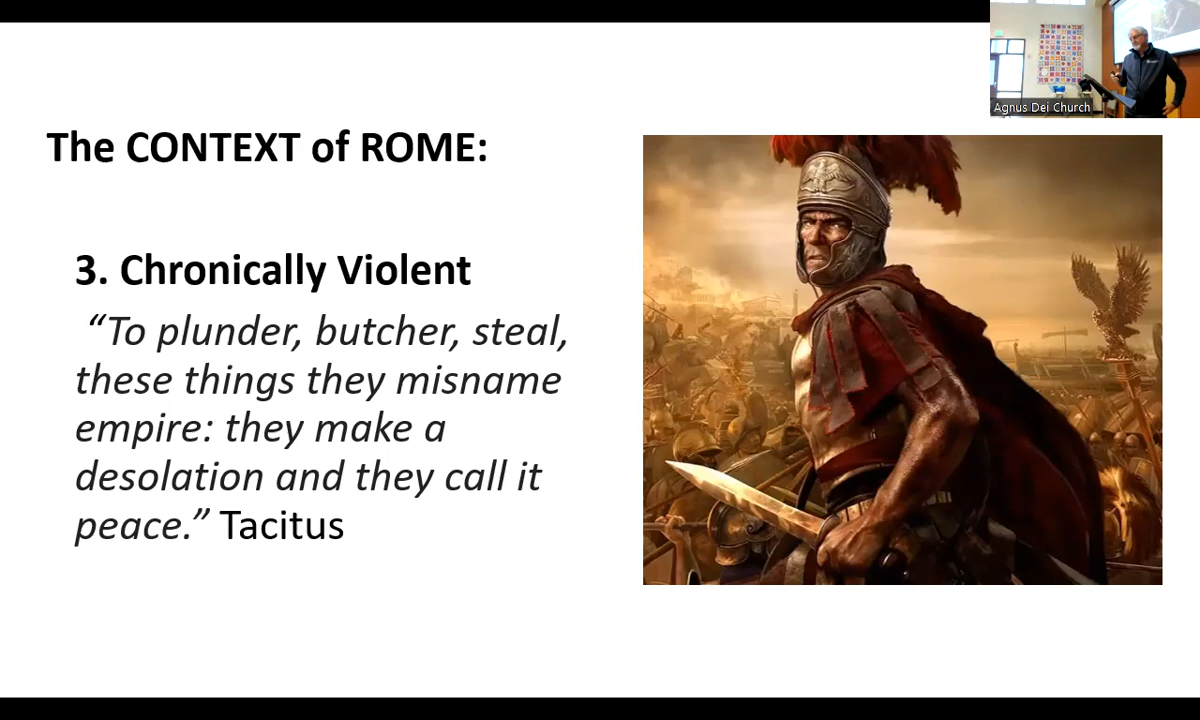 Agnus Dei Church
The CONTEXT of ROME:
3. Chronically Violent
“To plunder, butcher, steal,
these things they misname
empire: they make a
desolation and they call it
peace.” Tacitus